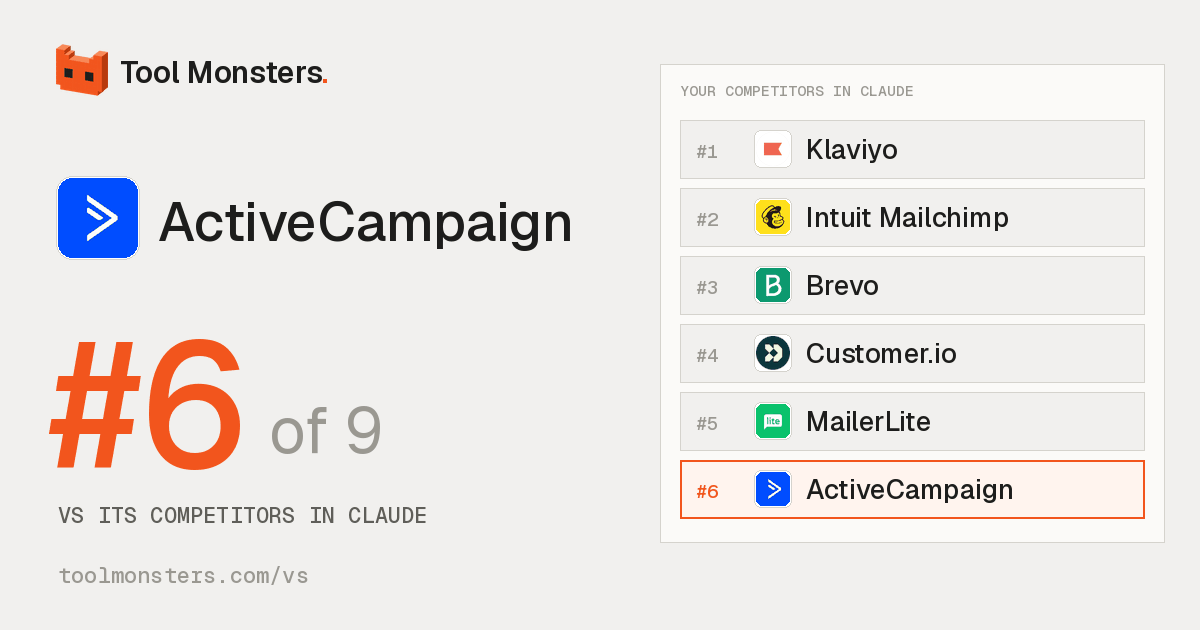 Tool Monsters.
ActiveCampaign
#6 of 9
VS ITS COMPETITORS IN CLAUDE
toolmonsters.com/vs
YOUR COMPETITORS IN CLAUDE
#1 Klaviyo
#2 Intuit Mailchimp
#3 Brevo
#4 Customer.io
lite
#5 MailerLite
#6 ActiveCampaign